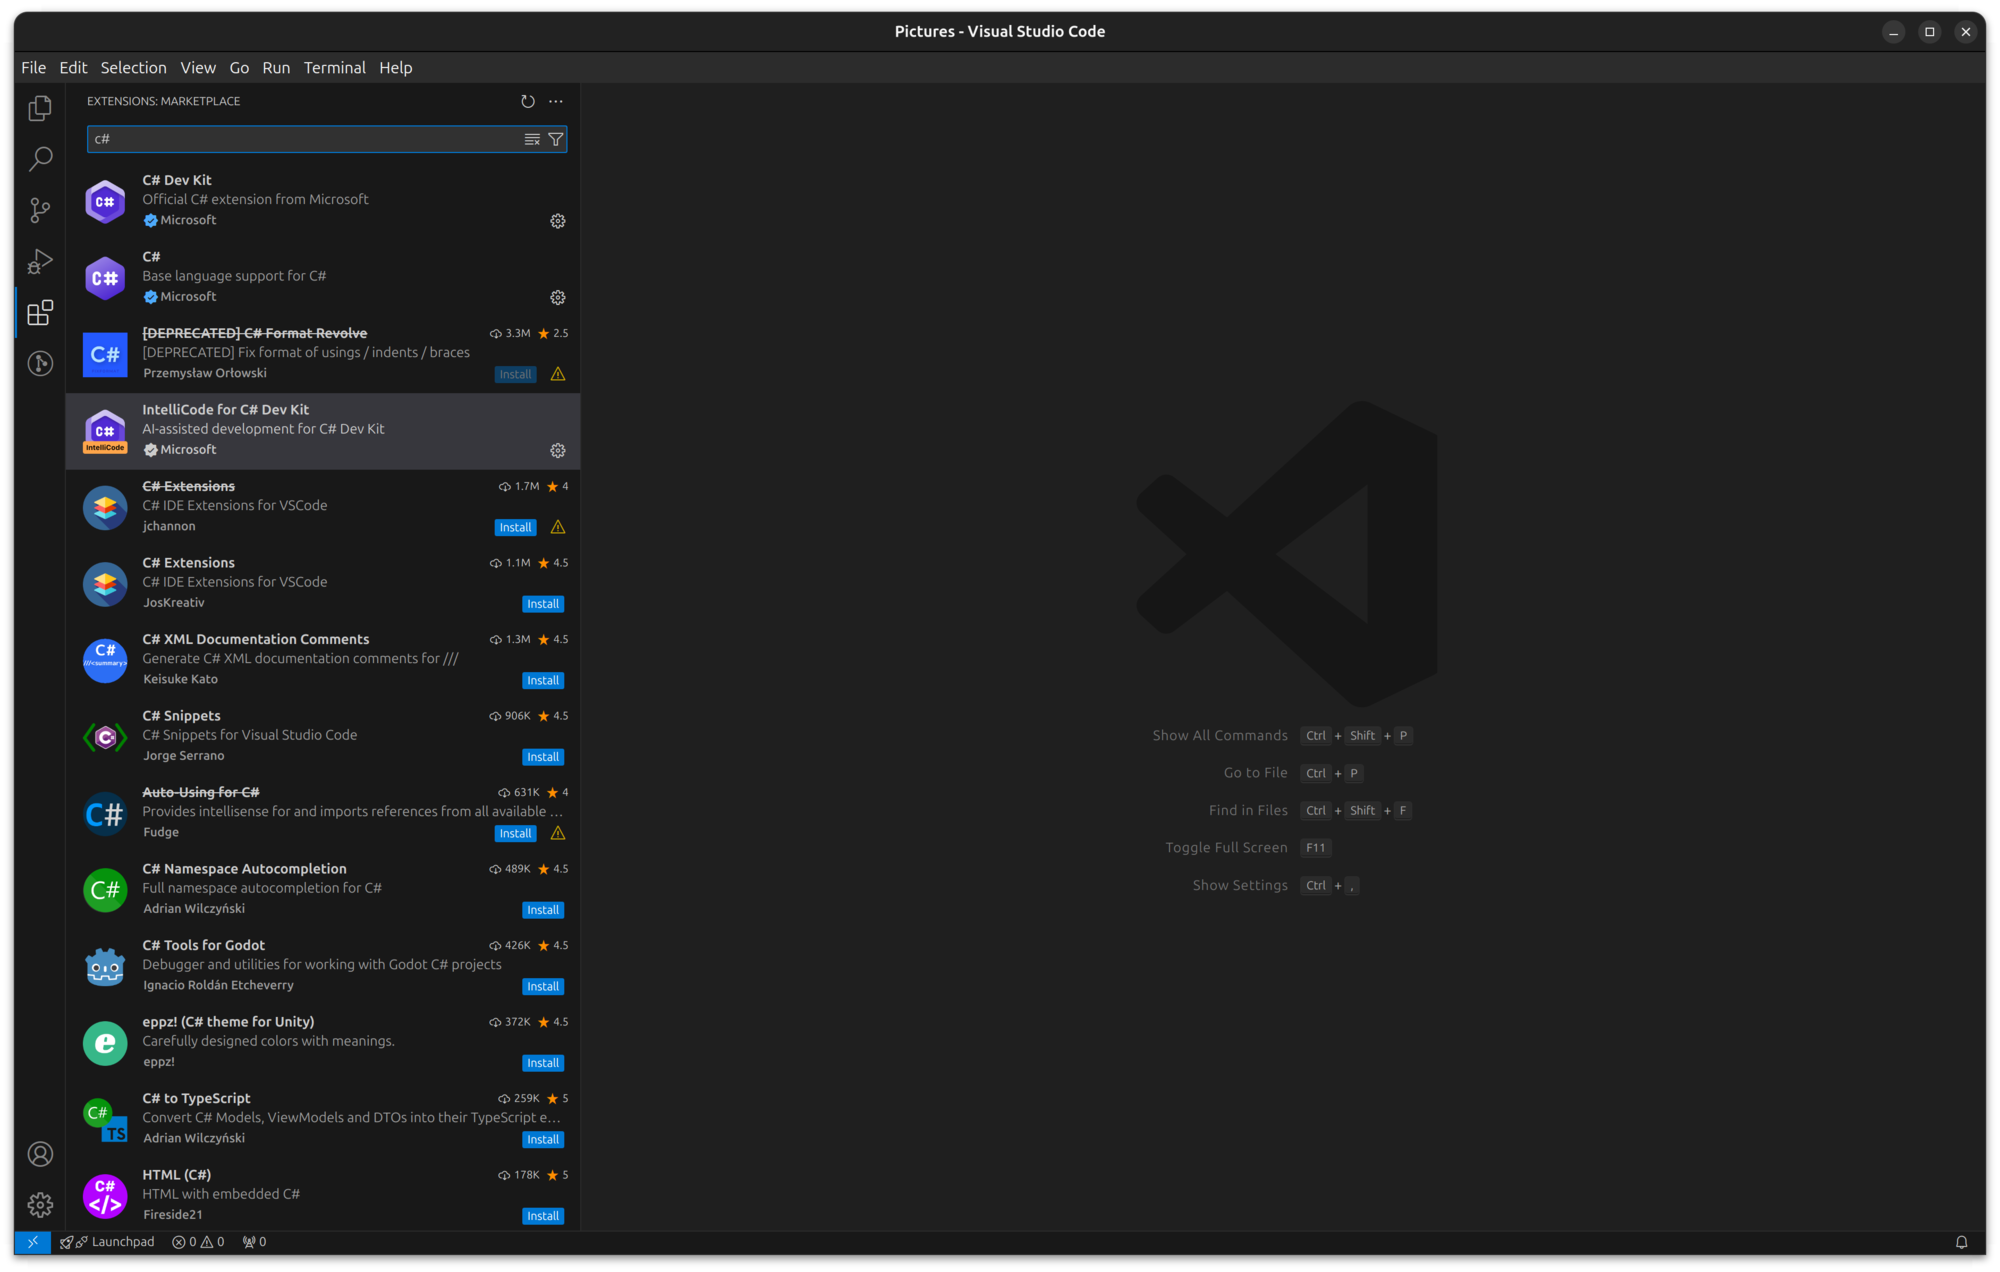 Pictures - Visual Studio Code
File Edit Selection View Go Run Terminal Help
EXTENSIONS: MARKETPLACE
c#
C# Dev Kit
Official C# extension from Microsoft
Microsoft
C#
Base language support for C#
Microsoft
[DEPRECATED] C# Format Revolve 3.3M 2.5
[DEPRECATED] Fix format of usings / indents / braces
Przemysław Orłowski Install
IntelliCode for C# Dev Kit
AI-assisted development for C# Dev Kit
Microsoft
C# Extensions 1.7M 4
C# IDE Extensions for VSCode
jchannon Install
C# Extensions 1.1M 4.5
C# IDE Extensions for VSCode
JosKreativ Install
C# XML Documentation Comments 1.3M 4.5
Generate C# XML documentation comments for ///
Keisuke Kato Install
C# Snippets 906K 4.5
C# Snippets for Visual Studio Code
Jorge Serrano Install
Auto-Using for C# 631K 4
Provides intellisense for and imports references from all available ...
Fudge Install
C# Namespace Autocompletion 489K 4.5
Full namespace autocompletion for C#
Adrian Wilczyński Install
C# Tools for Godot 426K 4.5
Debugger and utilities for working with Godot C# projects
Ignacio Roldán Etcheverry Install
eppz! (C# theme for Unity) 372K 4.5
Carefully designed colors with meanings.
eppz! Install
C# to TypeScript 259K 5
Convert C# Models, ViewModels and DTOs into their TypeScript e...
Adrian Wilczyński Install
HTML (C#) 178K 5
HTML with embedded C#
Fireside21 Install
C#
C#
C#
C#
IntelliCode
C#
///<summary>
C
C#
C#
e
C#
TS
C#
</>
Show All Commands Ctrl + Shift + P
Go to File Ctrl + P
Find in Files Ctrl + Shift + F
Toggle Full Screen F11
Show Settings Ctrl + ,
Launchpad 0 0 0